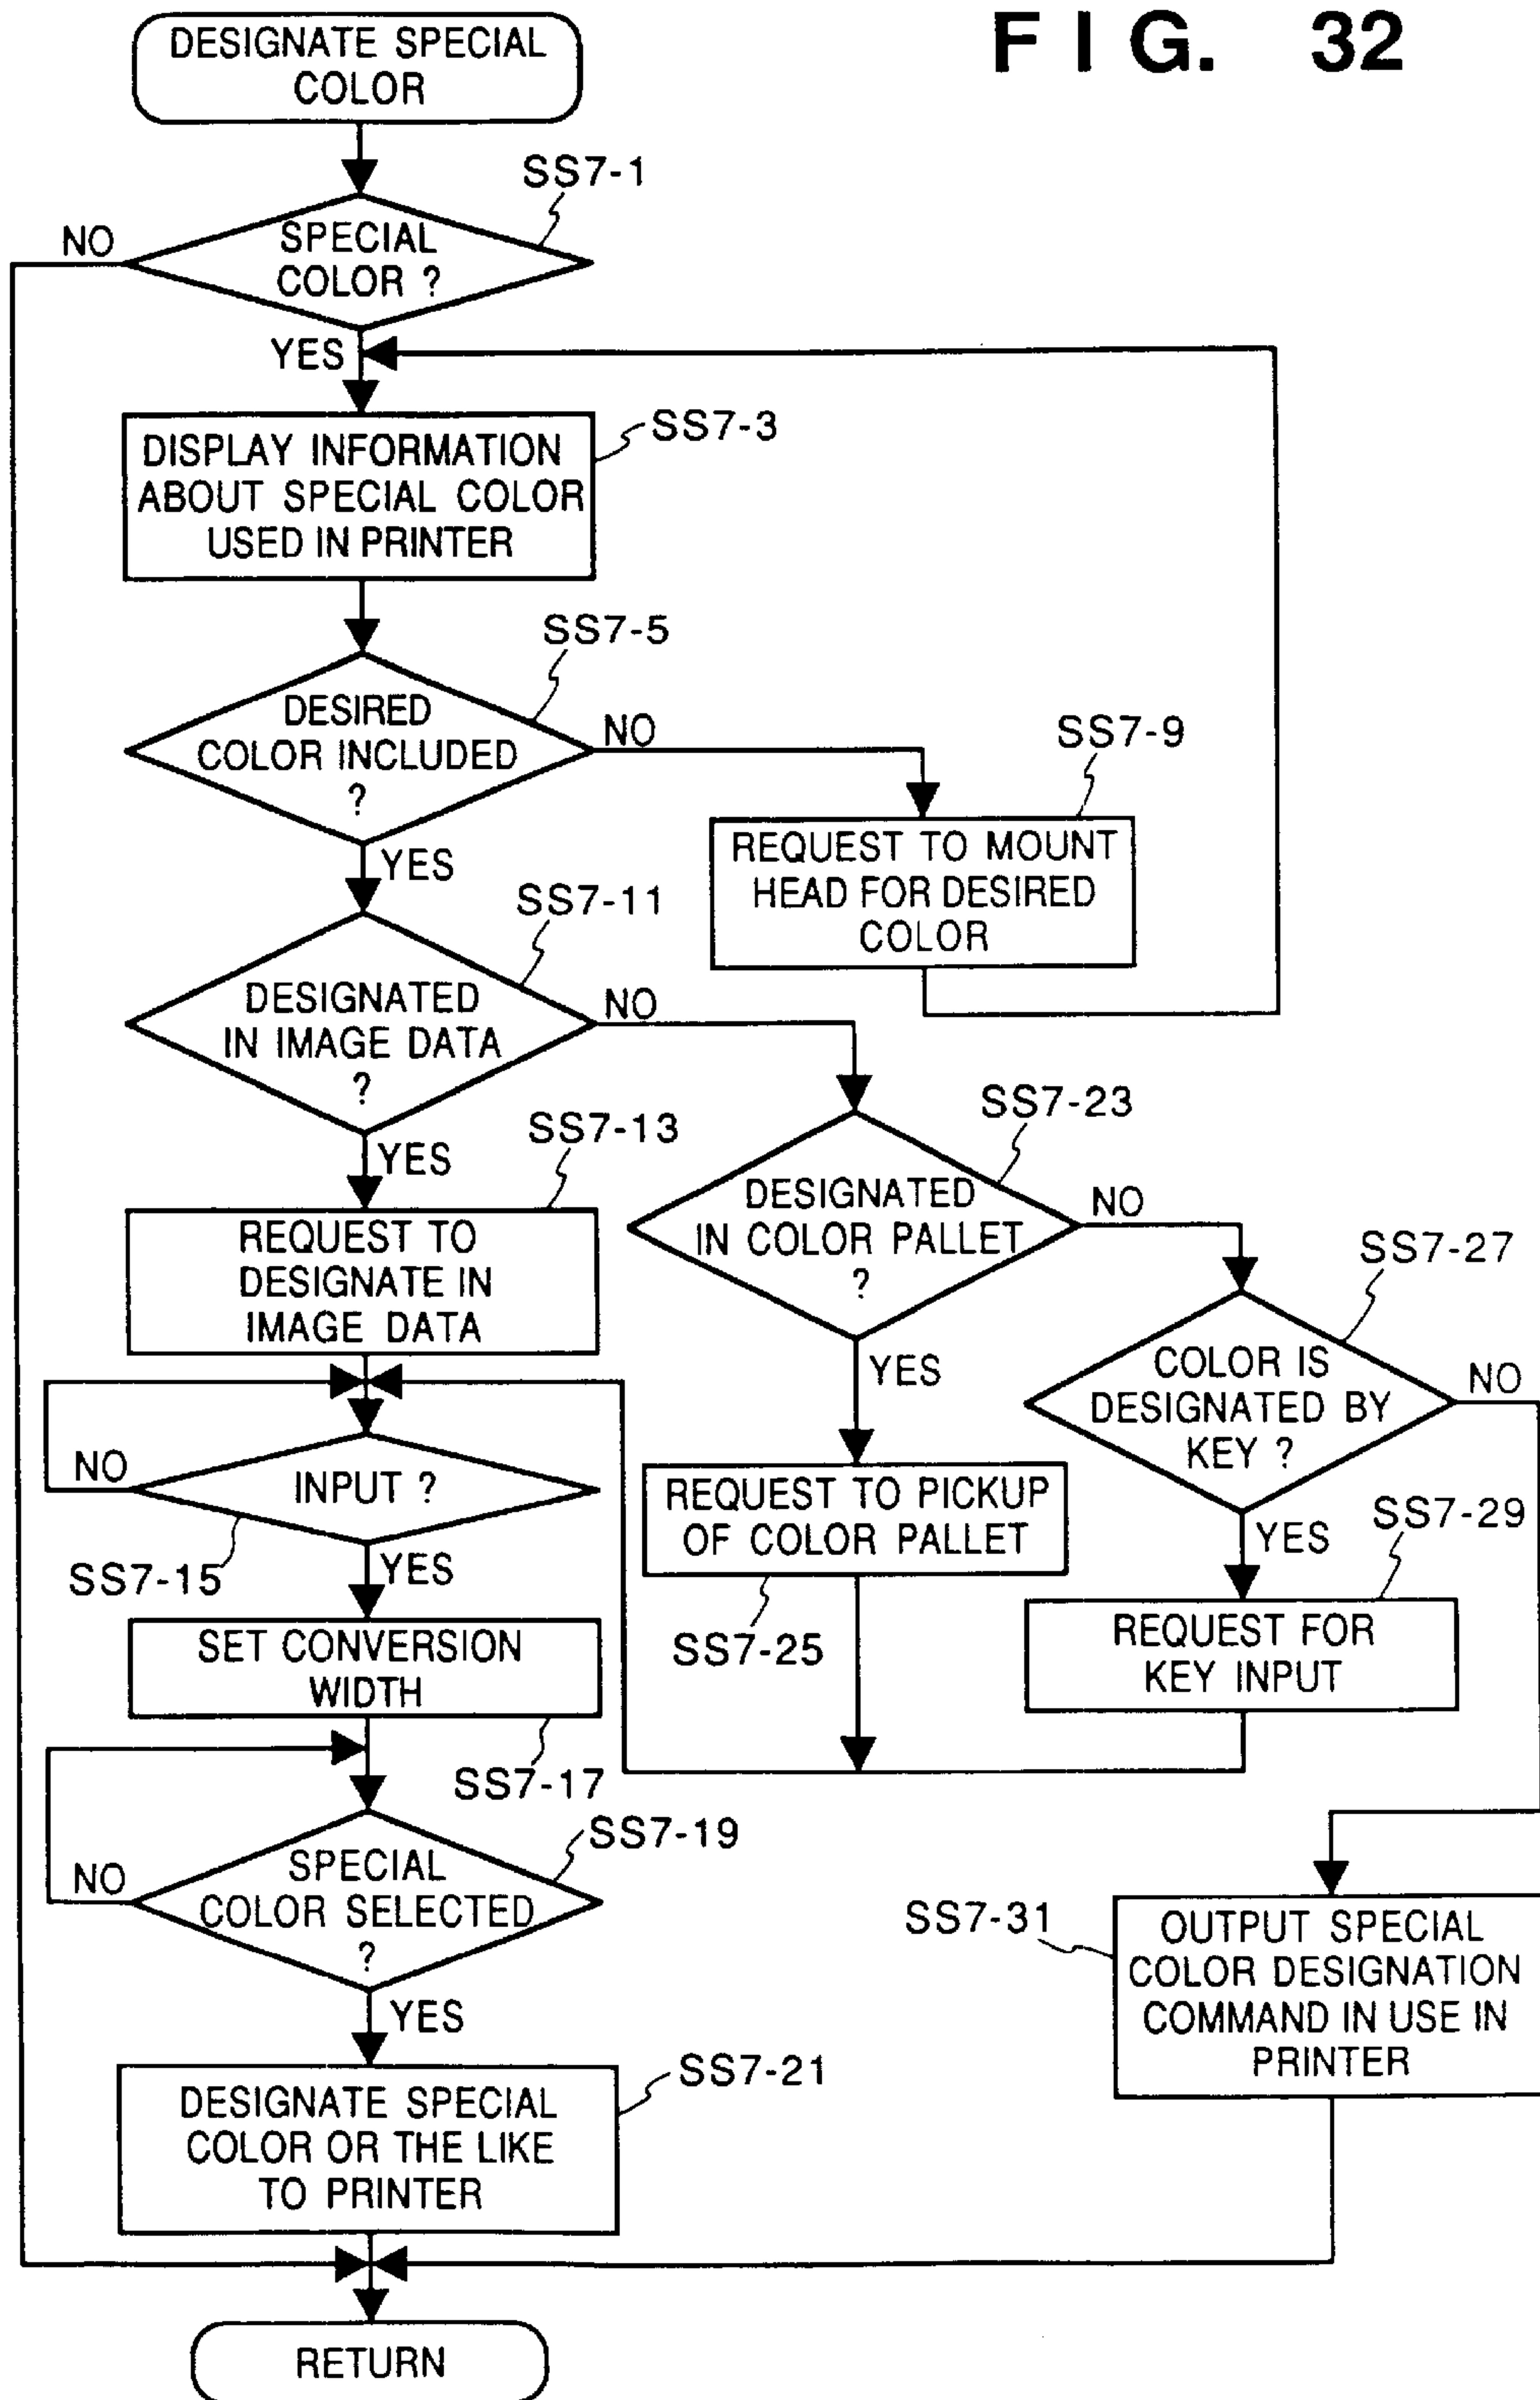 FIG. 32
DESIGNATE SPECIAL
COLOR
SS7-1
NO
SPECIAL
COLOR ?
YES
SS7-3
DISPLAY INFORMATION
ABOUT SPECIAL COLOR
USED IN PRINTER
SS7-5
DESIRED
COLOR INCLUDED
?
NO
SS7-9
REQUEST TO MOUNT
HEAD FOR DESIRED
COLOR
YES
SS7-11
DESIGNATED
IN IMAGE DATA
?
NO
YES
SS7-13
REQUEST TO
DESIGNATE IN
IMAGE DATA
SS7-23
DESIGNATED
IN COLOR PALLET
?
NO
YES
SS7-27
COLOR IS
DESIGNATED BY
KEY ?
NO
YES
NO
INPUT ?
SS7-15
YES
REQUEST TO PICKUP
OF COLOR PALLET
SS7-25
SS7-29
REQUEST FOR
KEY INPUT
SET CONVERSION
WIDTH
SS7-17
SS7-19
NO
SPECIAL
COLOR SELECTED
?
YES
SS7-31
OUTPUT SPECIAL
COLOR DESIGNATION
COMMAND IN USE IN
PRINTER
SS7-21
DESIGNATE SPECIAL
COLOR OR THE LIKE
TO PRINTER
RETURN